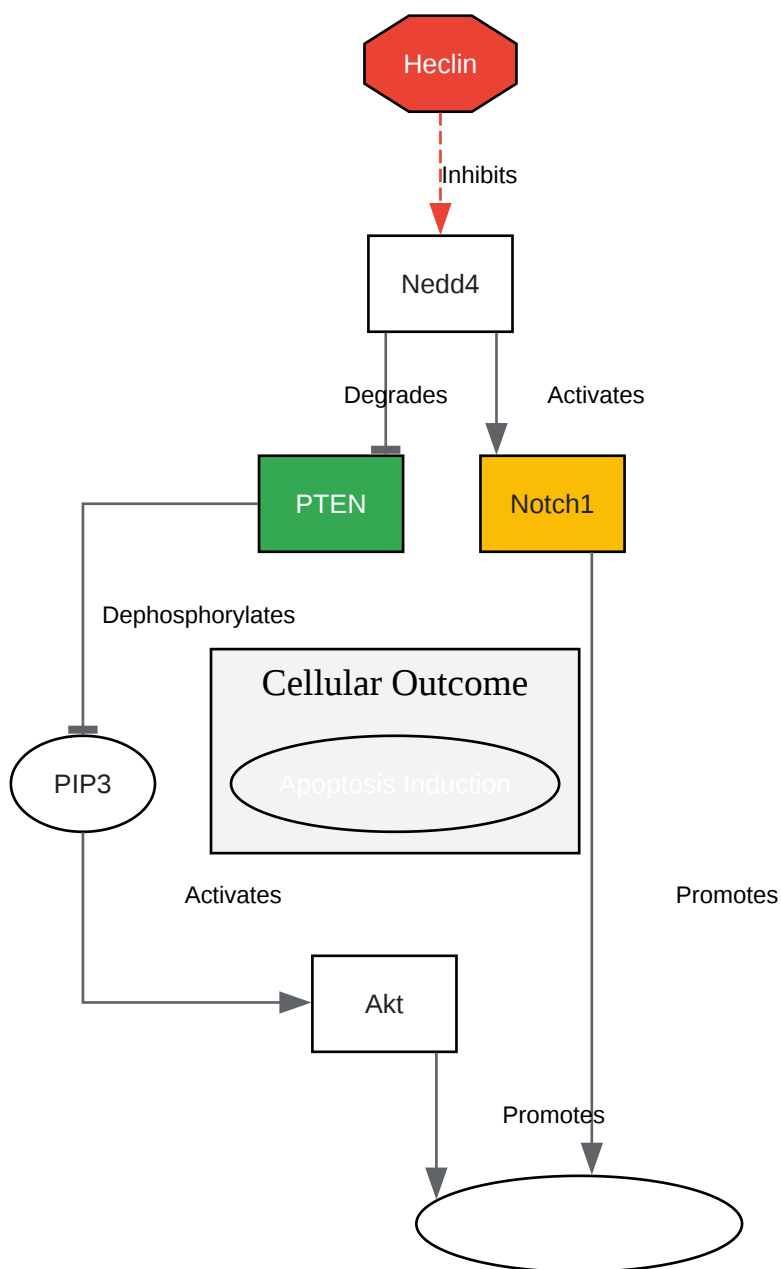 Heclin
Inhibits
Nedd4
Degrades
Activates
PTEN
Notch1
Dephosphorylates
Cellular Outcome
PIP3
Apoptosis Induction
Activates
Promotes
Akt
Promotes